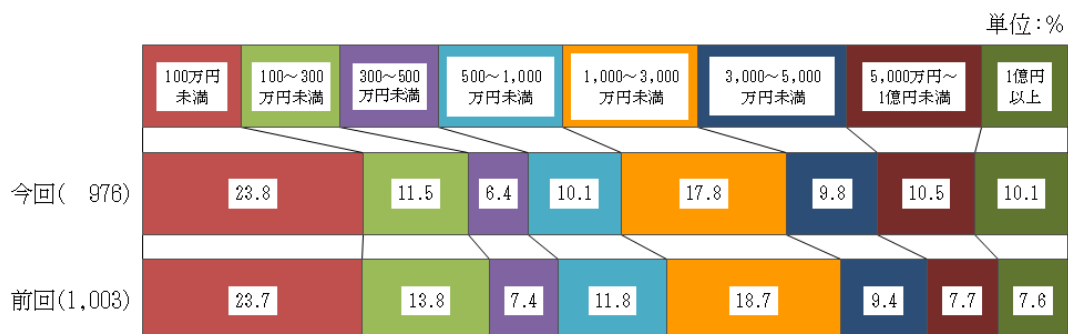 単位:%
100万円
未満
100～300
万円未満
300～500
万円未満
500～1,000
万円未満
1,000～3,000
万円未満
3,000～5,000
万円未満
5,000万円～
1億円未満
1億円
以上
今回( 976)
23.8
11.5
6.4
10.1
17.8
9.8
10.5
10.1
前回(1,003)
23.7
13.8
7.4
11.8
18.7
9.4
7.7
7.6